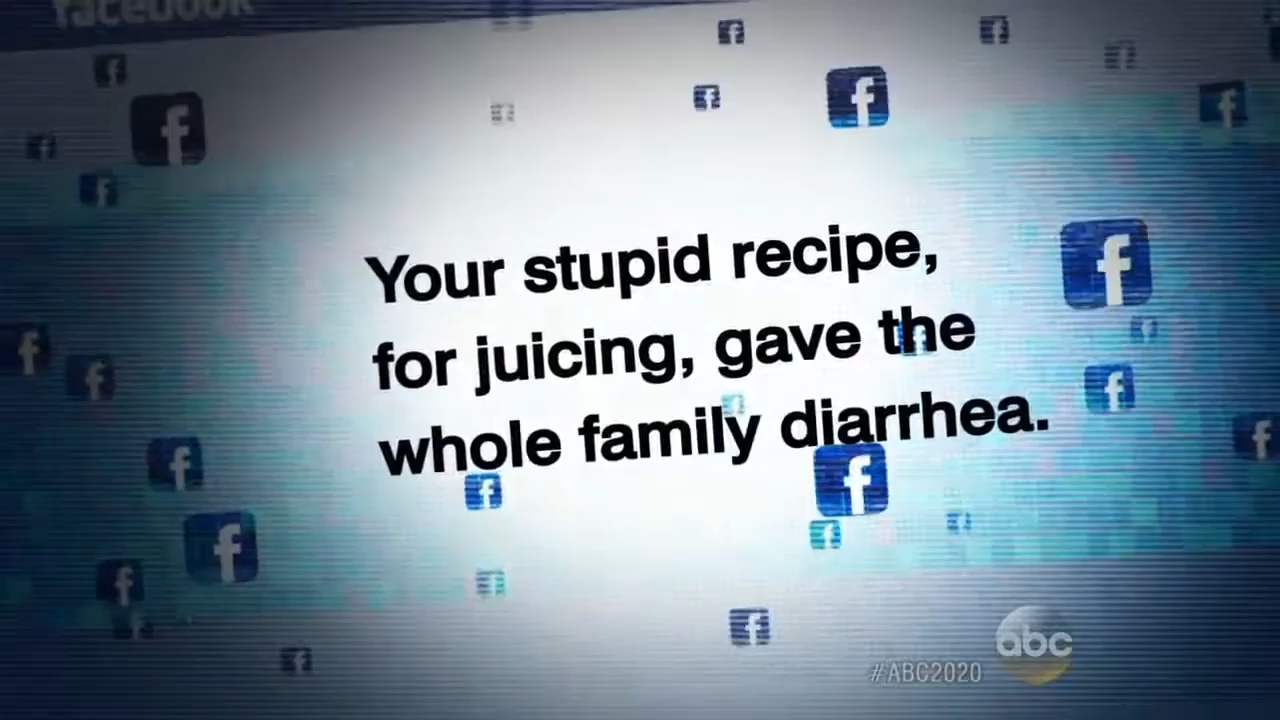 facebook
Your stupid recipe,
for juicing, gave the
whole family diarrhea.
abc
#ABC2020